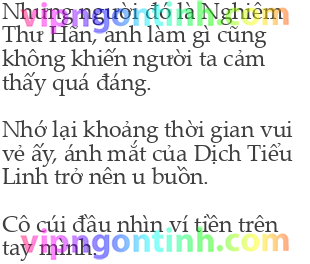 Nhưng người đó là Nghiêm
Thư Hãn, anh làm gì cũng
không khiến người ta cảm
thấy quá đáng.
Nhớ lại khoảng thời gian vui
vẻ ấy, ánh mắt của Dịch Tiểu
Linh trở nên u buồn.
Cô cúi đầu nhìn ví tiền trên
tay mình.
vipngontinh.com
vipngontinh.com